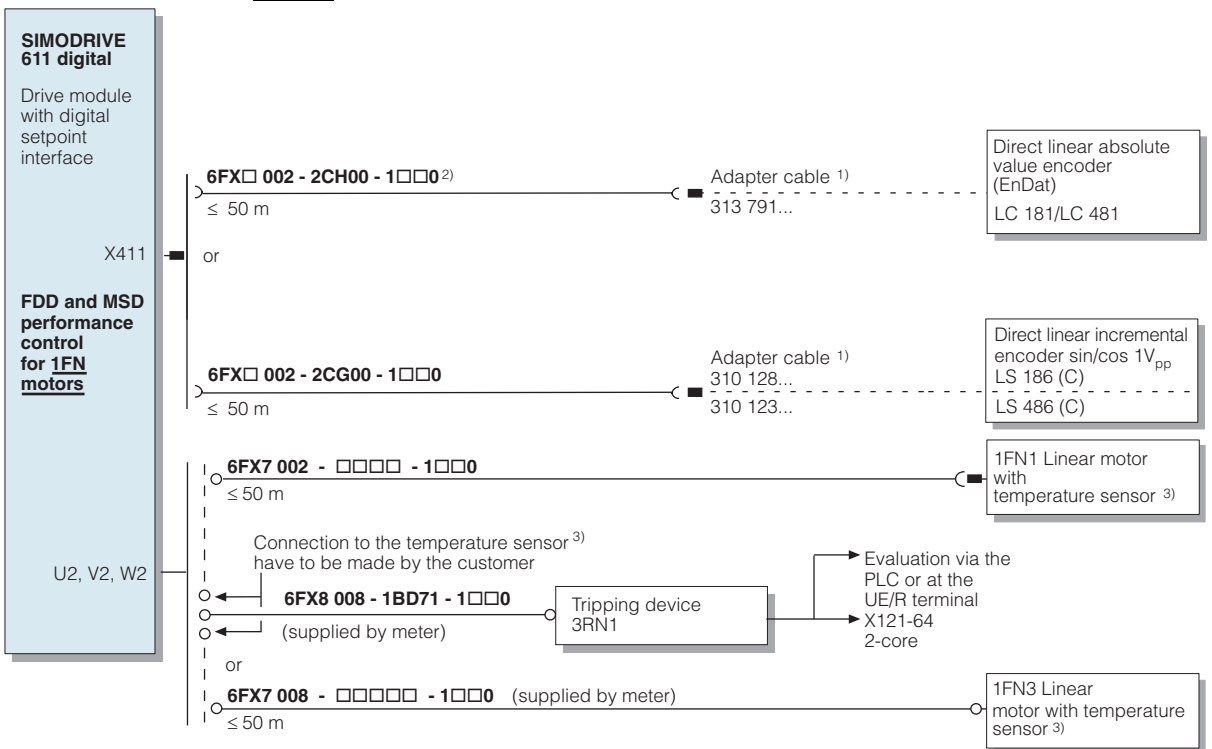 SIMODRIVE
611 digital
Drive module
with digital
setpoint
interface
X411
FDD and MSD
performance
control
for 1FN
motors
U2, V2, W2
6FX□ 002 - 2CH00 - 1□□0 2)
≤ 50 m
Adapter cable 1)
313 791...
Direct linear absolute
value encoder
(EnDat)
LC 181/LC 481
or
6FX□ 002 - 2CG00 - 1□□0
≤ 50 m
Adapter cable 1)
310 128...
310 123...
Direct linear incremental
encoder sin/cos 1Vpp
LS 186 (C)
LS 486 (C)
6FX7 002 - □□□□ - 1□□0
≤ 50 m
1FN1 Linear motor
with
temperature sensor 3)
Connection to the temperature sensor 3)
have to be made by the customer
6FX8 008 - 1BD71 - 1□□0
(supplied by meter)
Tripping device
3RN1
Evaluation via the
PLC or at the
UE/R terminal
X121-64
2-core
or
6FX7 008 - □□□□□ - 1□□0 (supplied by meter)
≤ 50 m
1FN3 Linear
motor with temperature
sensor 3)